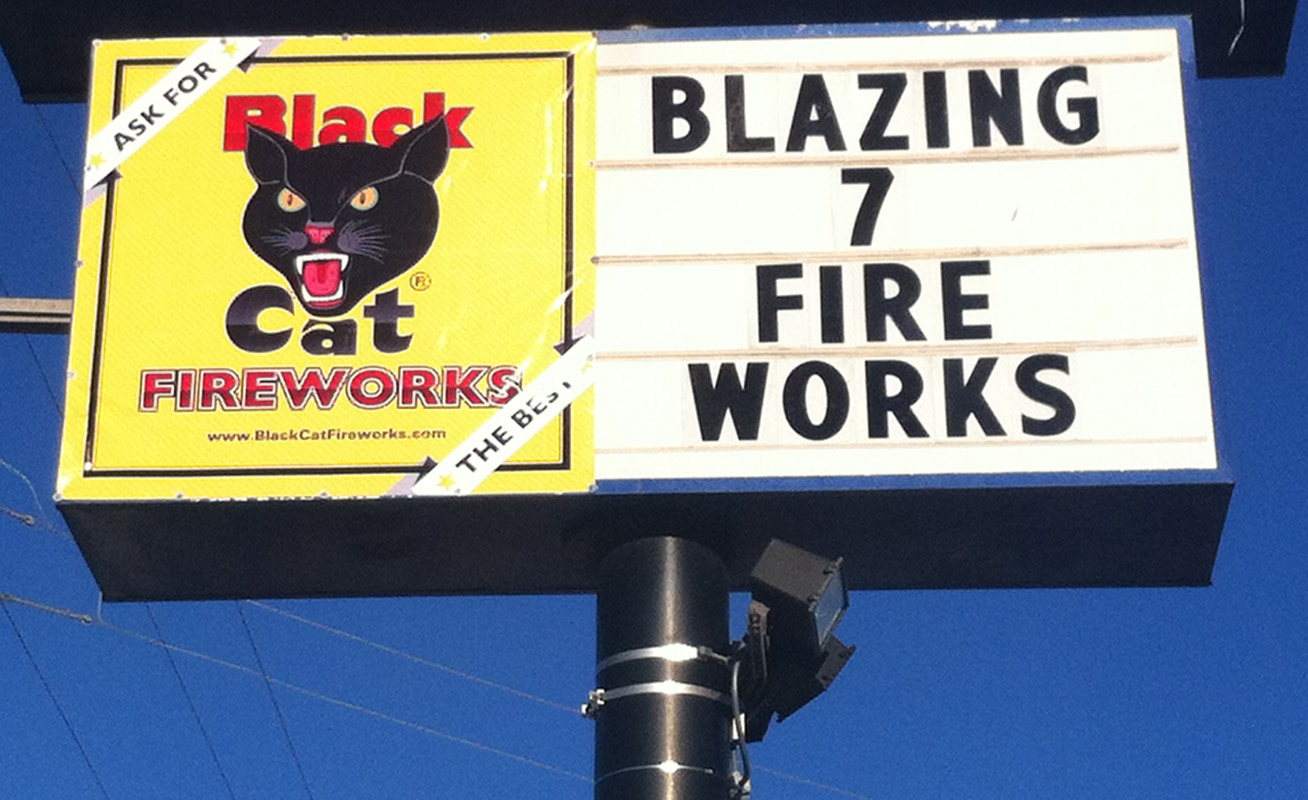 ASK FOR
Black
Cat
®
FIREWORKS
www.BlackCatFireworks.com
THE BEST
BLAZING
7
FIRE
WORKS